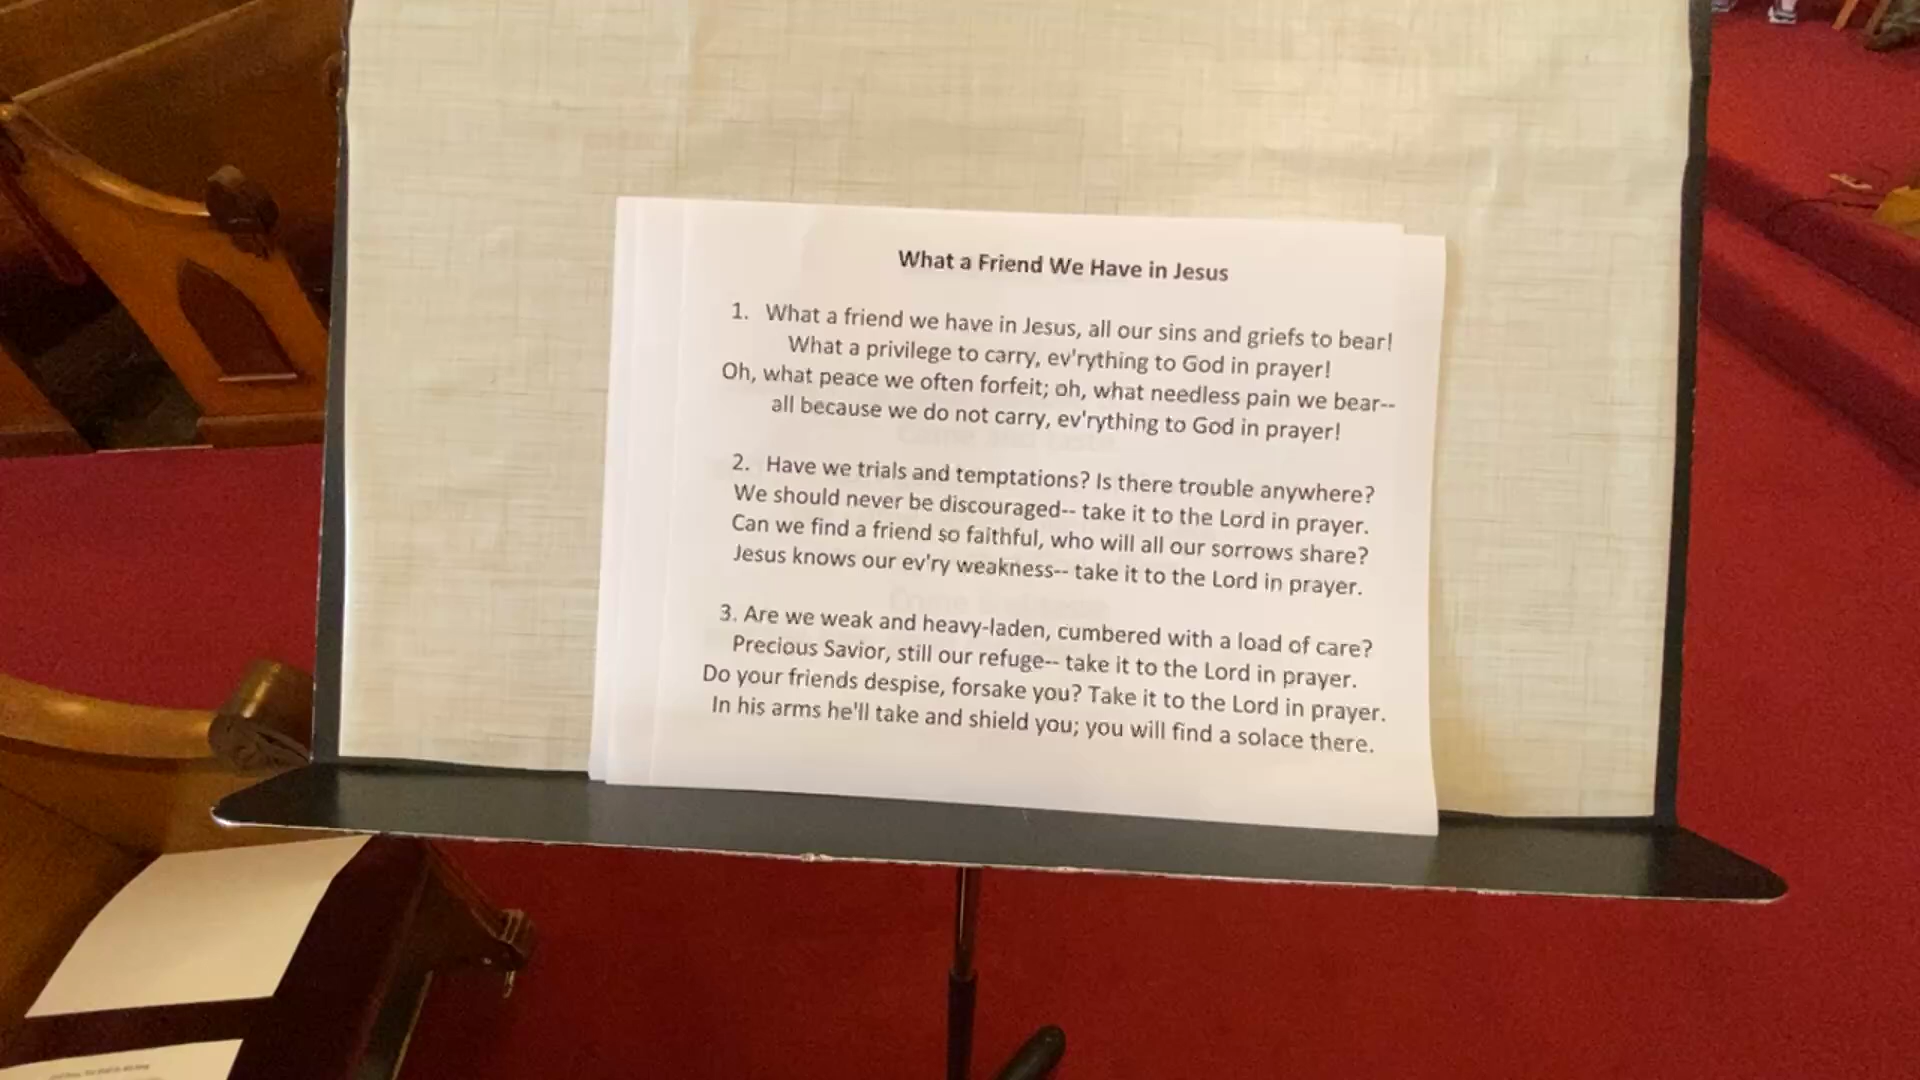 What a Friend We Have in Jesus
1. What a friend we have in Jesus, all our sins and griefs to bear!
What a privilege to carry, ev'rything to God in prayer!
Oh, what peace we often forfeit; oh, what needless pain we bear--
all because we do not carry, ev'rything to God in prayer!
2. Have we trials and temptations? Is there trouble anywhere?
We should never be discouraged-- take it to the Lord in prayer.
Can we find a friend so faithful, who will all our sorrows share?
Jesus knows our ev'ry weakness-- take it to the Lord in prayer.
3. Are we weak and heavy-laden, cumbered with a load of care?
Precious Savior, still our refuge-- take it to the Lord in prayer.
Do your friends despise, forsake you? Take it to the Lord in prayer.
In his arms he'll take and shield you; you will find a solace there.